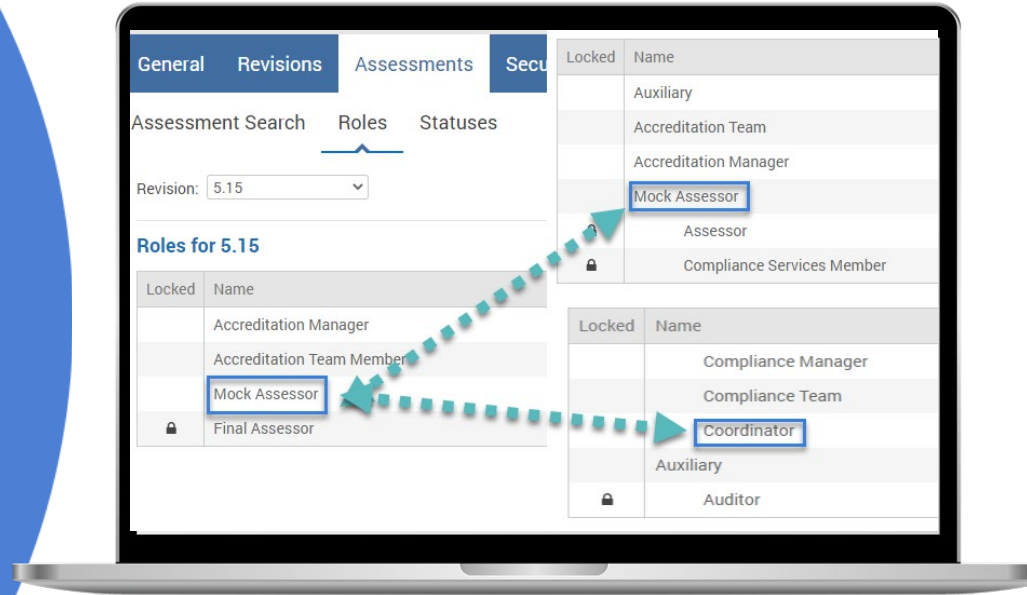 General Revisions Assessments Secu
Assessment Search Roles Statuses
Revision: 5.15
Roles for 5.15
Locked Name
Accreditation Manager
Accreditation Team Member
Mock Assessor
Final Assessor
Locked Name
Auxiliary
Accreditation Team
Accreditation Manager
Mock Assessor
Assessor
Compliance Services Member
Locked Name
Compliance Manager
Compliance Team
Coordinator
Auxiliary
Auditor